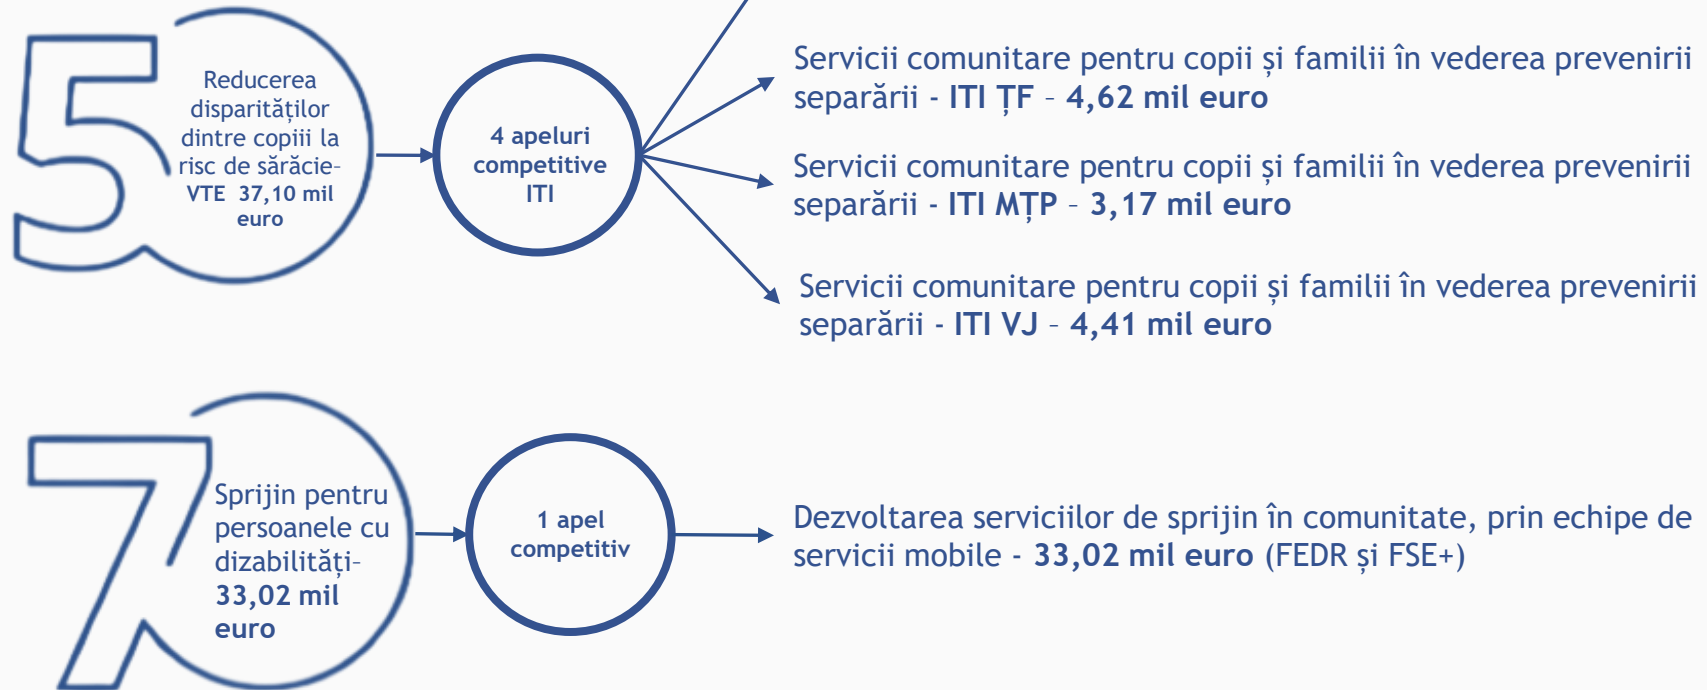 5
Reducerea
disparităților
dintre copiii la
risc de sărăcie–
VTE 37,10 mil
euro
4 apeluri
competitive
ITI
Servicii comunitare pentru copii și familii în vederea prevenirii
separării - ITI ȚF – 4,62 mil euro
Servicii comunitare pentru copii și familii în vederea prevenirii
separării - ITI MȚP – 3,17 mil euro
Servicii comunitare pentru copii și familii în vederea prevenirii
separării - ITI VJ – 4,41 mil euro
7
Sprijin pentru
persoanele cu
dizabilități–
33,02 mil
euro
1 apel
competitiv
Dezvoltarea serviciilor de sprijin în comunitate, prin echipe de
servicii mobile - 33,02 mil euro (FEDR și FSE+)